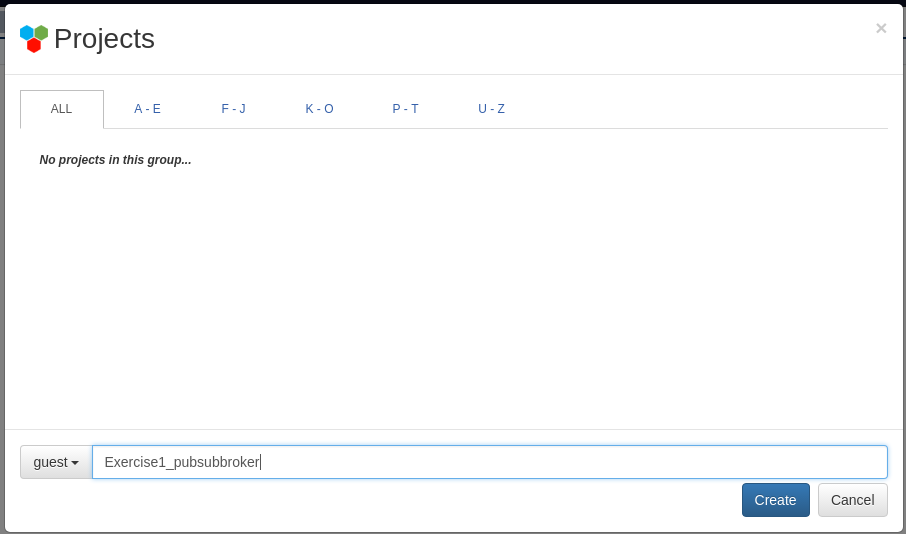 Projects
×
ALL A - E F - J K - O P - T U - Z
No projects in this group...
guest Exercise1_pubsubbroker
Create Cancel